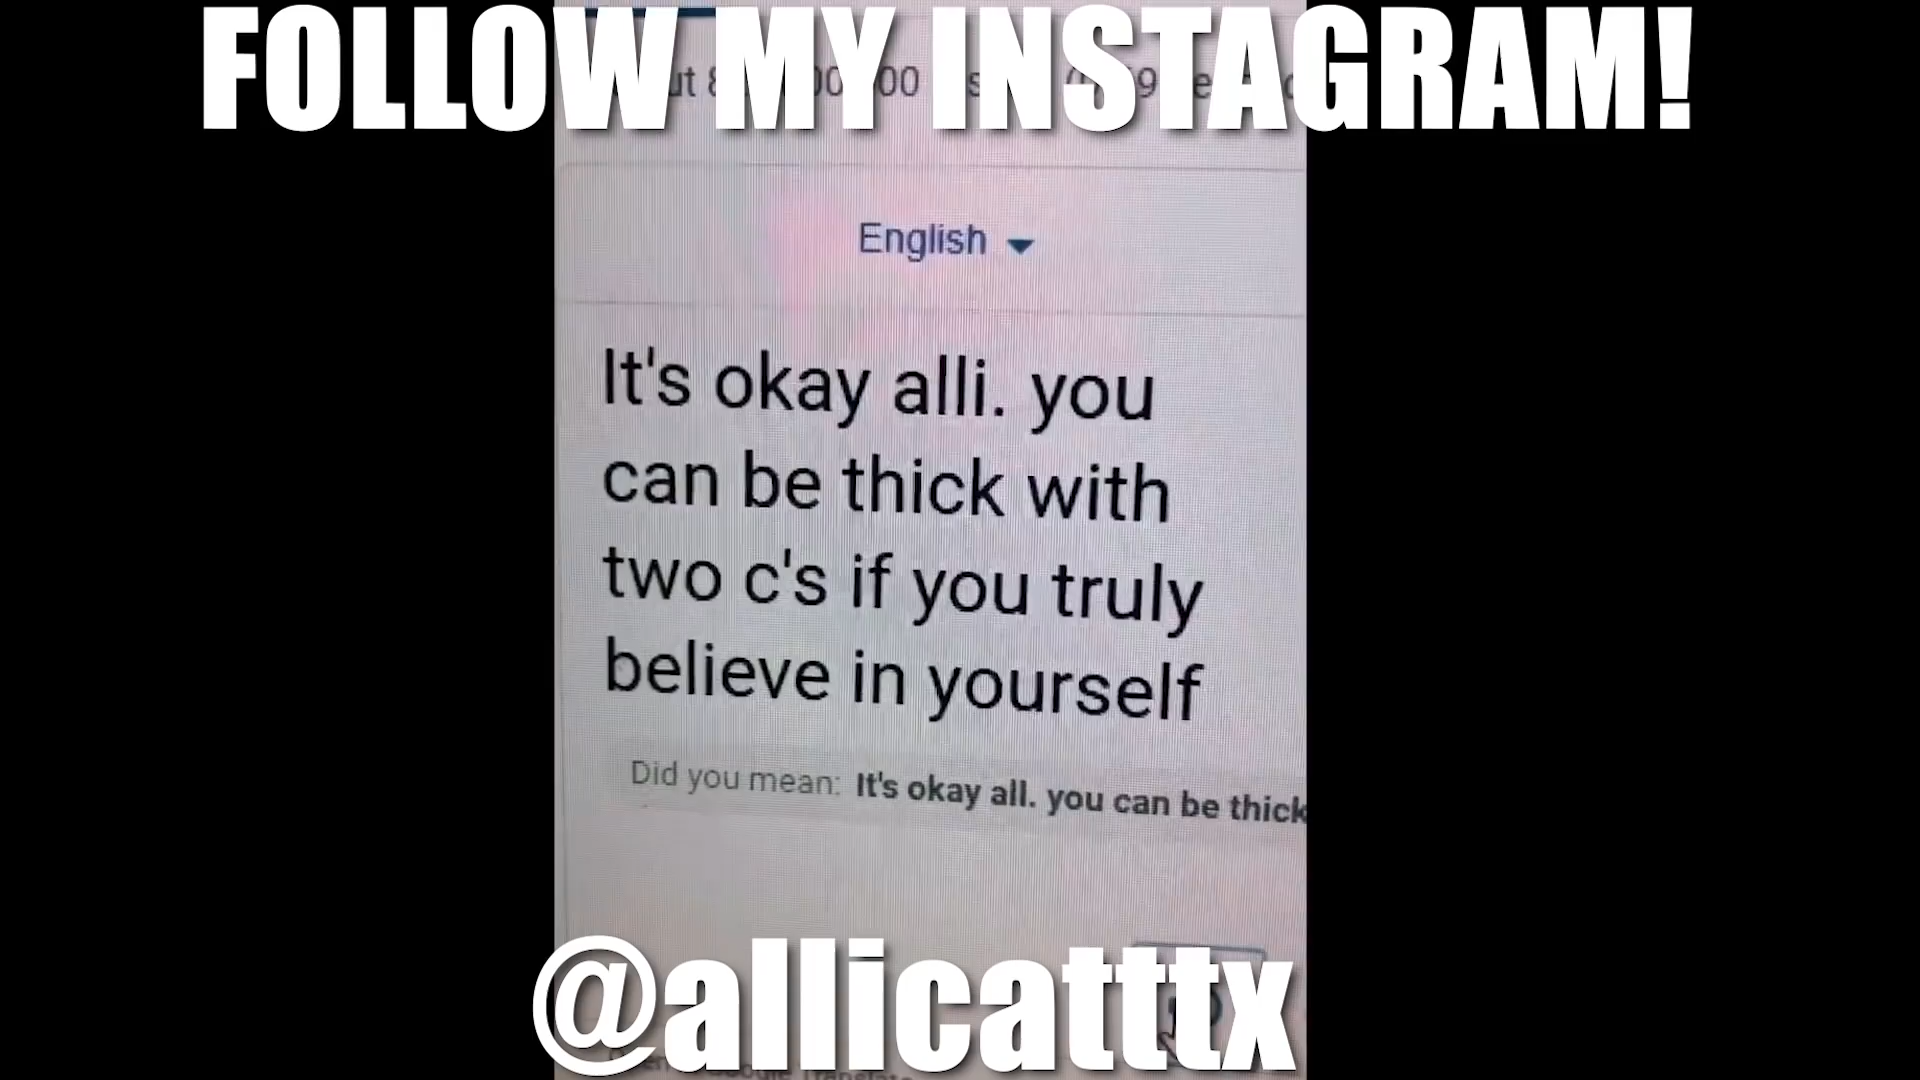 FOLLOW MY INSTAGRAM!
English
It's okay alli. you
can be thick with
two c's if you truly
believe in yourself
Did you mean: It's okay all. you can be thick
@allicatttx